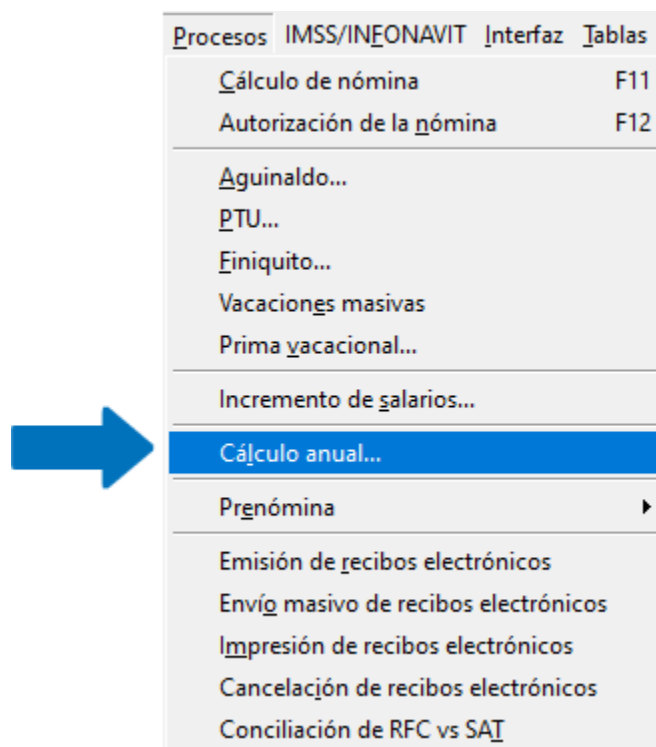 Procesos IMSS/INFONAVIT Interfaz Tablas
Cálculo de nómina F11
Autorización de la nómina F12
Aguinaldo...
PTU...
Finiquito...
Vacaciones masivas
Prima vacacional...
Incremento de salarios...
Cálculo anual...
Prenómina
Emisión de recibos electrónicos
Envío masivo de recibos electrónicos
Impresión de recibos electrónicos
Cancelación de recibos electrónicos
Conciliación de RFC vs SAT